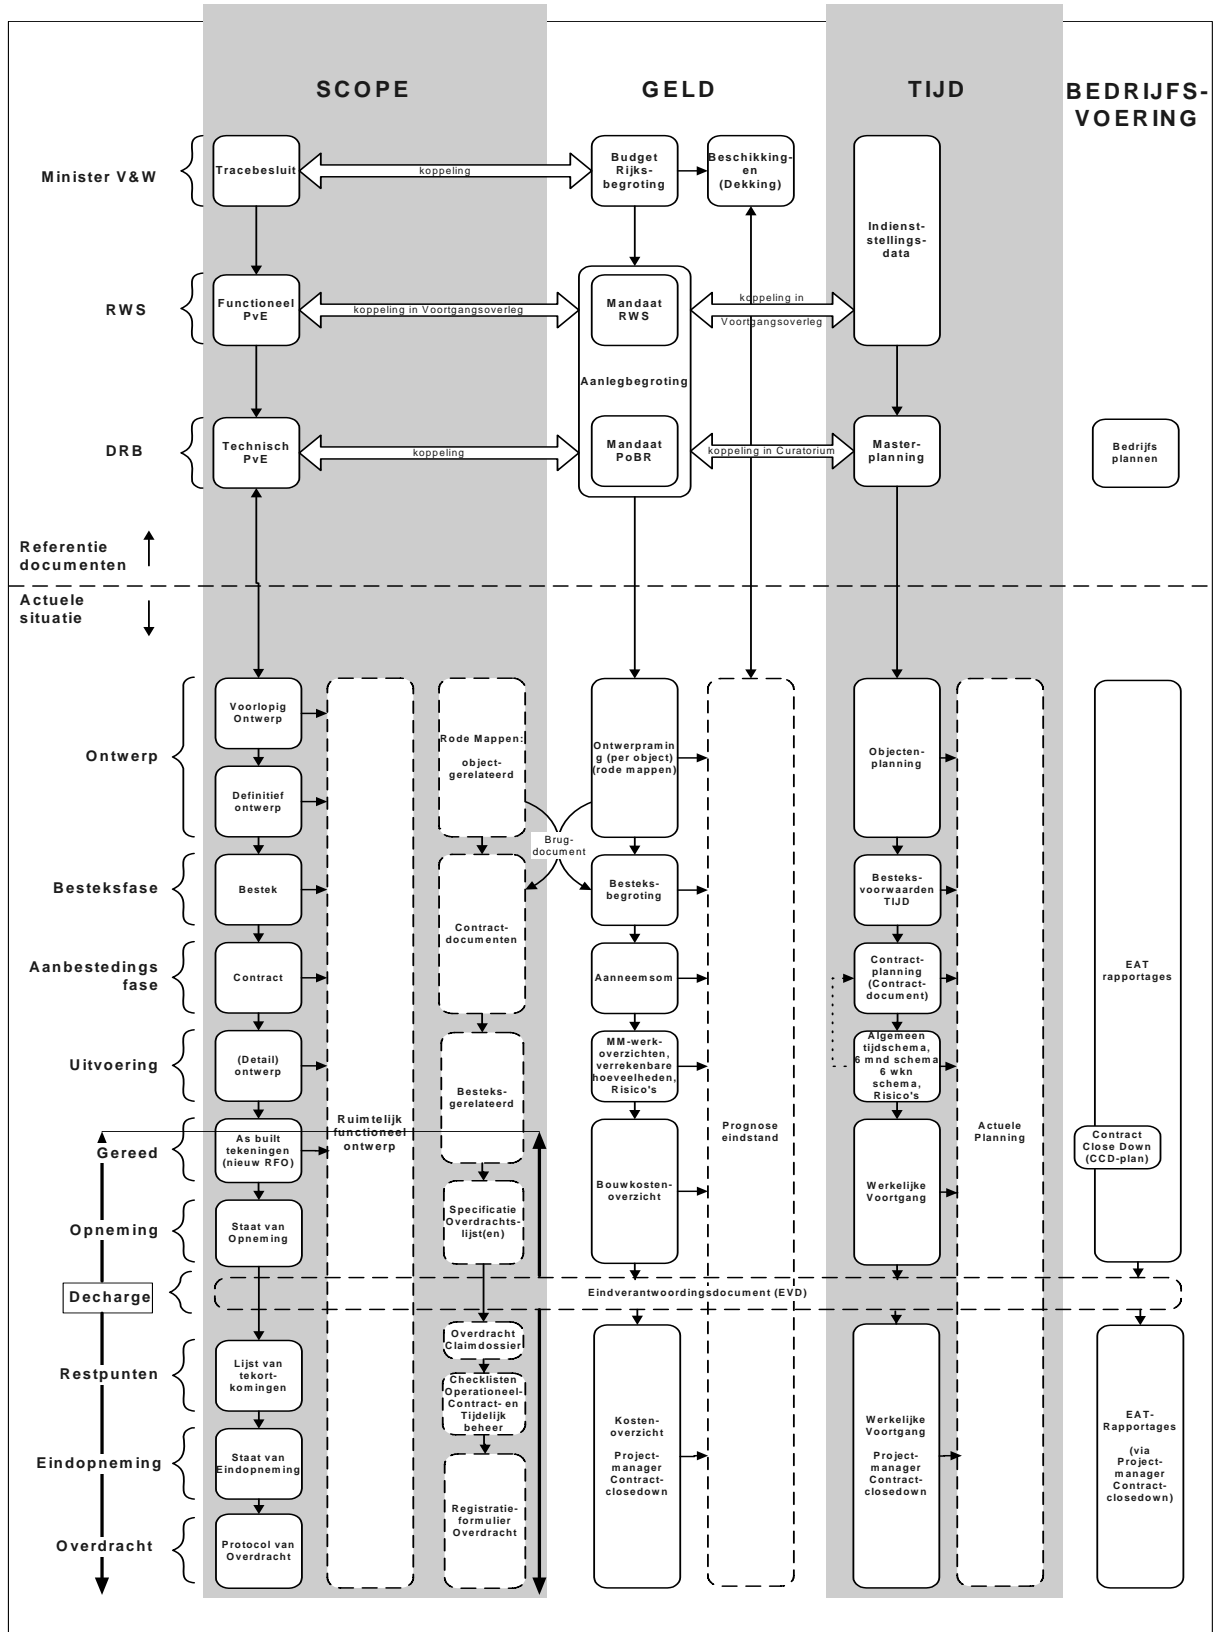 SCOPE
GELD
TIJD
BEDRIJFS-
VOERING
Minister V&W
Tracebesluit
koppeling
Budget
Rijks-
begroting
Beschikking-
en
(Dekking)
Indienst-
stellings-
data
RWS
Functioneel
PvE
koppeling in Voortgangsoverleg
Mandaat
RWS
koppeling in
Voortgangsoverleg
Aanlegbegroting
DRB
Technisch
PvE
koppeling
Mandaat
PoBR
koppeling in Curatorium
Master-
planning
Bedrijfs
plannen
Referentie
documenten
Actuele
situatie
Ontwerp
Voorlopig
Ontwerp
Definitief
ontwerp
Rode Mappen:
object-
gerelateerd
Ontwerpramin
g (per object)
(rode mappen)
Objecten-
planning
Brug-
document
Besteksfase
Bestek
Besteks-
begroting
Besteks-
voorwaarden
TIJD
Contract-
documenten
Aanbestedings
fase
Contract
Aanneemsom
Contract-
planning
(Contract-
document)
EAT
rapportages
Uitvoering
(Detail)
ontwerp
Besteks-
gerelateerd
MM-werk-
overzichten,
verrekenbare
hoeveelheden,
Risico's
Algemeen
tijdschema,
6 mnd schema
6 wkn
schema,
Risico's
Ruimtelijk
functioneel
ontwerp
Prognose
eindstand
Actuele
Planning
Gereed
As built
tekeningen
(nieuw RFO)
Contract
Close Down
(CCD-plan)
Bouwkosten-
overzicht
Werkelijke
Voortgang
Opneming
Staat van
Opneming
Specificatie
Overdrachts-
lijst(en)
Decharge
Eindverantwoordingsdocument (EVD)
Overdracht
Claimdossier
Restpunten
Lijst van
tekort-
komingen
Checklisten
Operationeel-
Contract- en
Tijdelijk
beheer
Kosten-
overzicht
Project-
manager
Contract-
closedown
Werkelijke
Voortgang
Project-
manager
Contract-
closedown
EAT-
Rapportages
(via
Project-
manager
Contract-
closedown)
Eindopneming
Staat van
Eindopneming
Registratie-
formulier
Overdracht
Overdracht
Protocol van
Overdracht